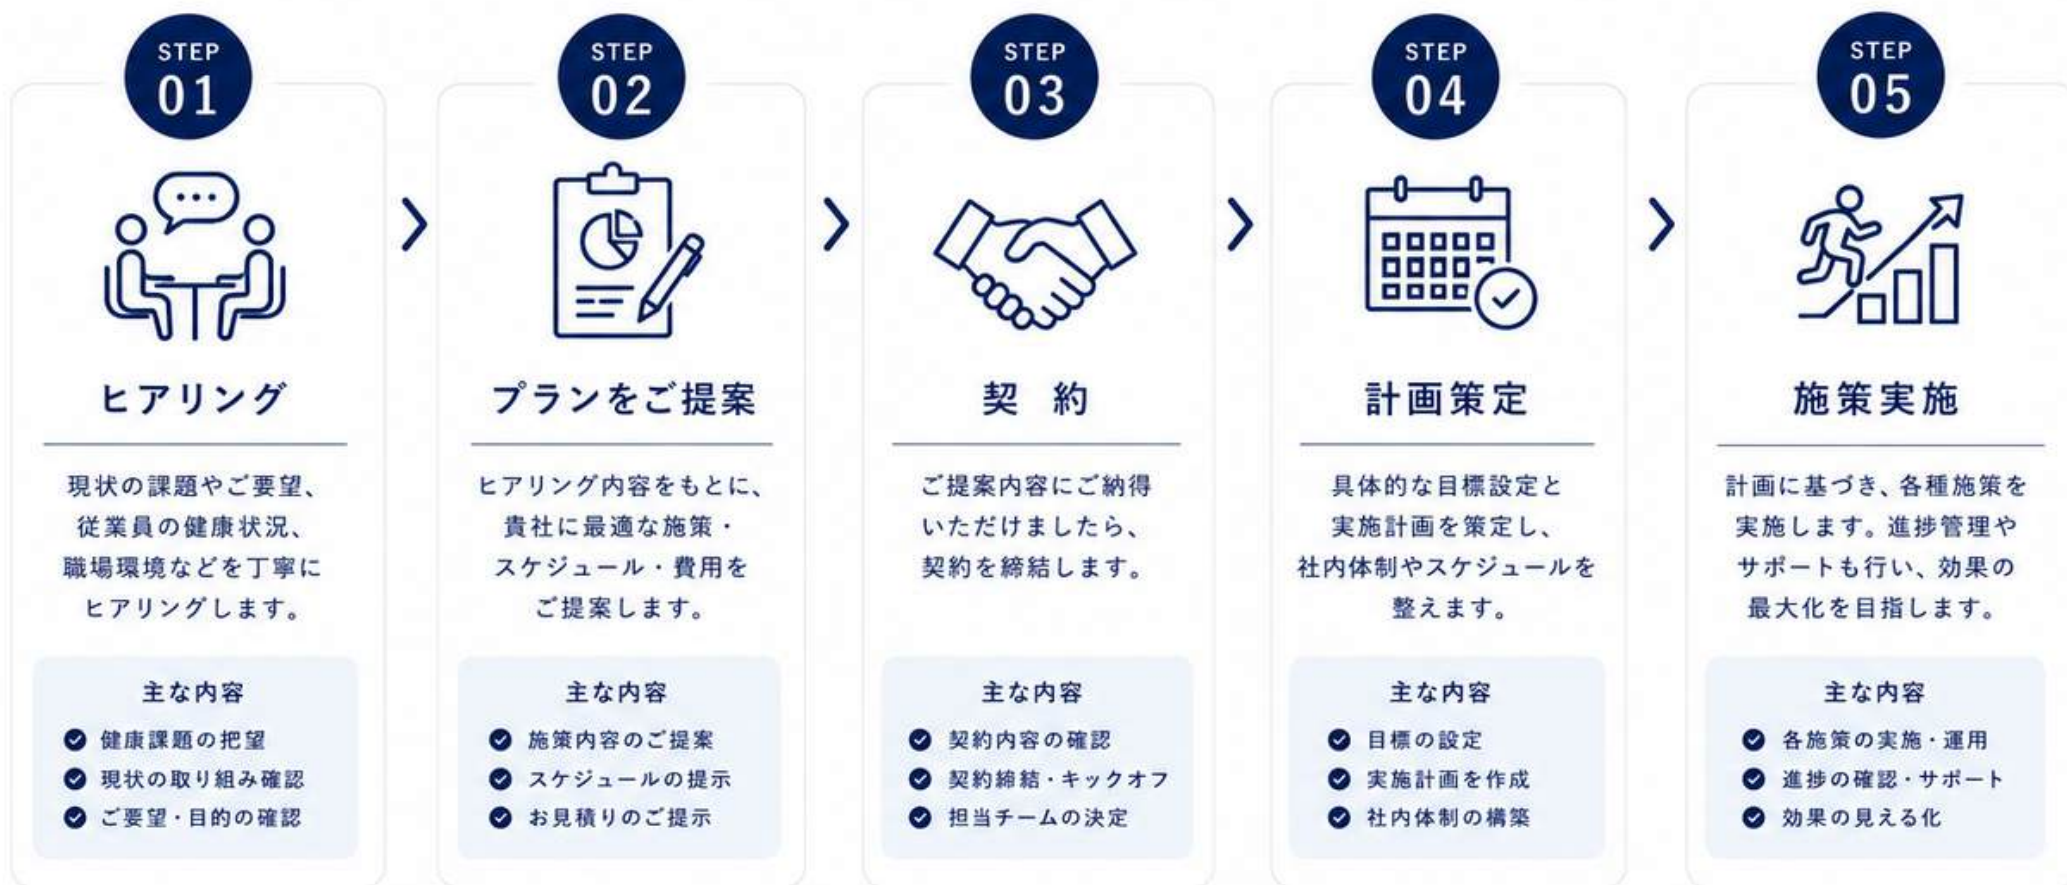 STEP
01
ヒアリング
現状の課題やご要望、
従業員の健康状況、
職場環境などを丁寧に
ヒアリングします。
主な内容
健康課題の把望
現状の取り組み確認
ご要望・目的の確認
STEP
02
プランをご提案
ヒアリング内容をもとに、
貴社に最適な施策・
スケジュール・費用を
ご提案します。
主な内容
施策内容のご提案
スケジュールの提示
お見積りのご提示
STEP
03
契 約
ご提案内容にご納得
いただけましたら、
契約を締結します。
主な内容
契約内容の確認
契約締結・キックオフ
担当チームの決定
STEP
04
計画策定
具体的な目標設定と
実施計画を策定し、
社内体制やスケジュールを
整えます。
主な内容
目標の設定
実施計画を作成
社内体制の構築
STEP
05
施策実施
計画に基づき、各種施策を
実施します。進捗管理や
サポートも行い、効果の
最大化を目指します。
主な内容
各施策の実施・運用
進捗の確認・サポート
効果の見える化